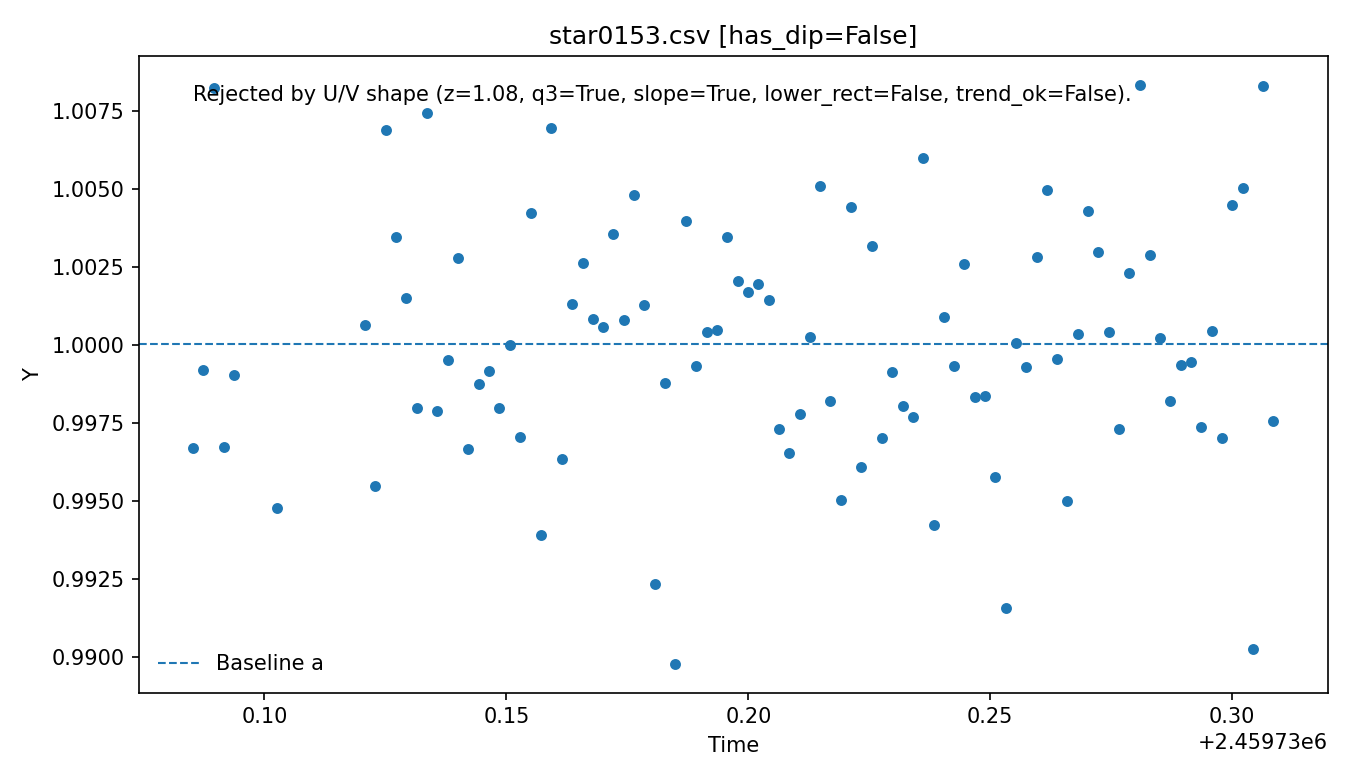 star0153.csv [has_dip=False]
Rejected by U/V shape (z=1.08, q3=True, slope=True, lower_rect=False, trend_ok=False).
Y
1.0075
1.0050
1.0025
1.0000
0.9975
0.9950
0.9925
0.9900
Baseline a
0.10 0.15 0.20 0.25 0.30
Time
+2.45973e6